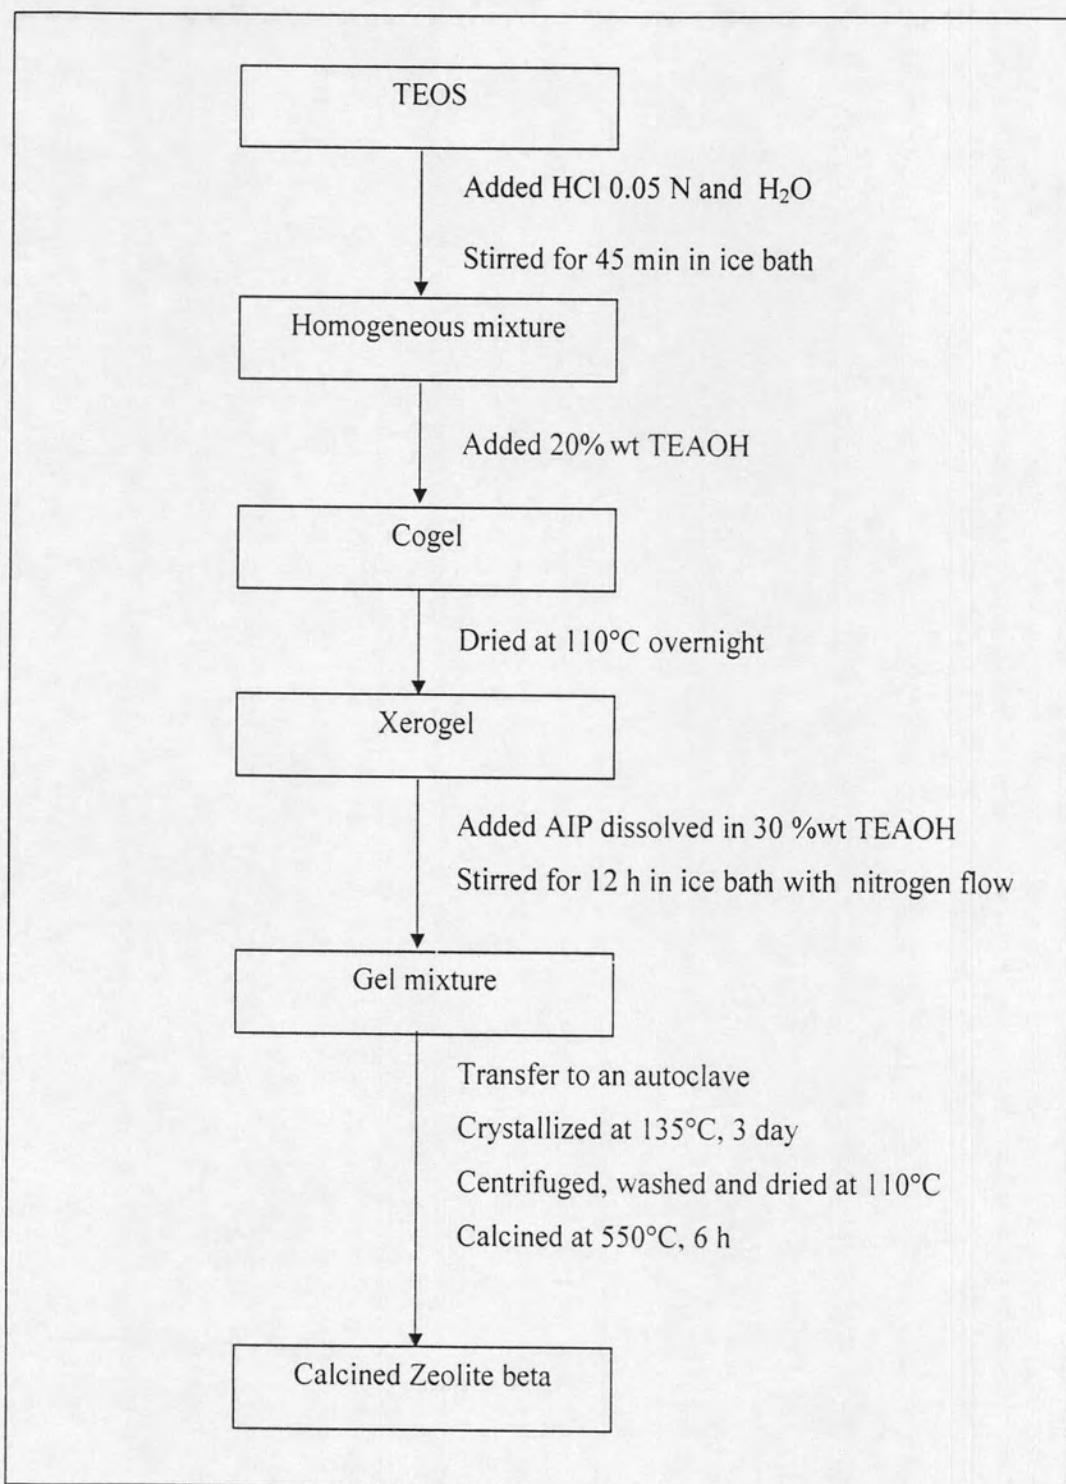 TEOS
Added HCl 0.05 N and H₂O
Stirred for 45 min in ice bath
Homogeneous mixture
Added 20% wt TEAOH
Cogel
Dried at 110°C overnight
Xerogel
Added AIP dissolved in 30 %wt TEAOH
Stirred for 12 h in ice bath with nitrogen flow
Gel mixture
Transfer to an autoclave
Crystallized at 135°C, 3 day
Centrifuged, washed and dried at 110°C
Calcined at 550°C, 6 h
Calcined Zeolite beta